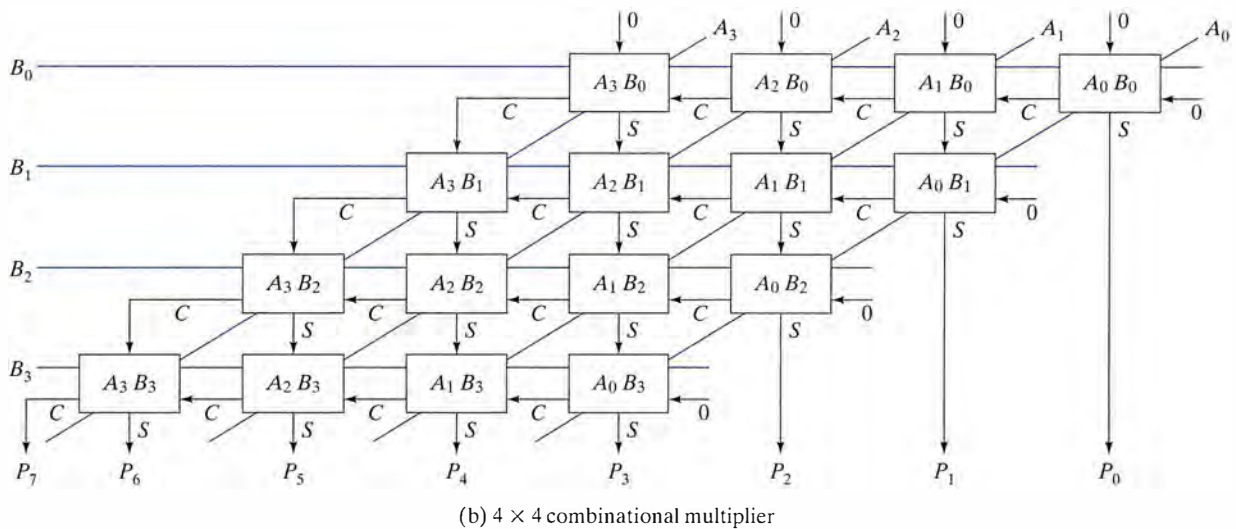 0 0 0 0
A₃ A₂ A₁ A₀
B₀ A₃ B₀ A₂ B₀ A₁ B₀ A₀ B₀
C C C C 0
S S S S
B₁ A₃ B₁ A₂ B₁ A₁ B₁ A₀ B₁
C C C C 0
S S S S
B₂ A₃ B₂ A₂ B₂ A₁ B₂ A₀ B₂
C C C C 0
S S S S
B₃ A₃ B₃ A₂ B₃ A₁ B₃ A₀ B₃
C C C C 0
S S S S
P₇ P₆ P₅ P₄ P₃ P₂ P₁ P₀
(b) 4 × 4 combinational multiplier